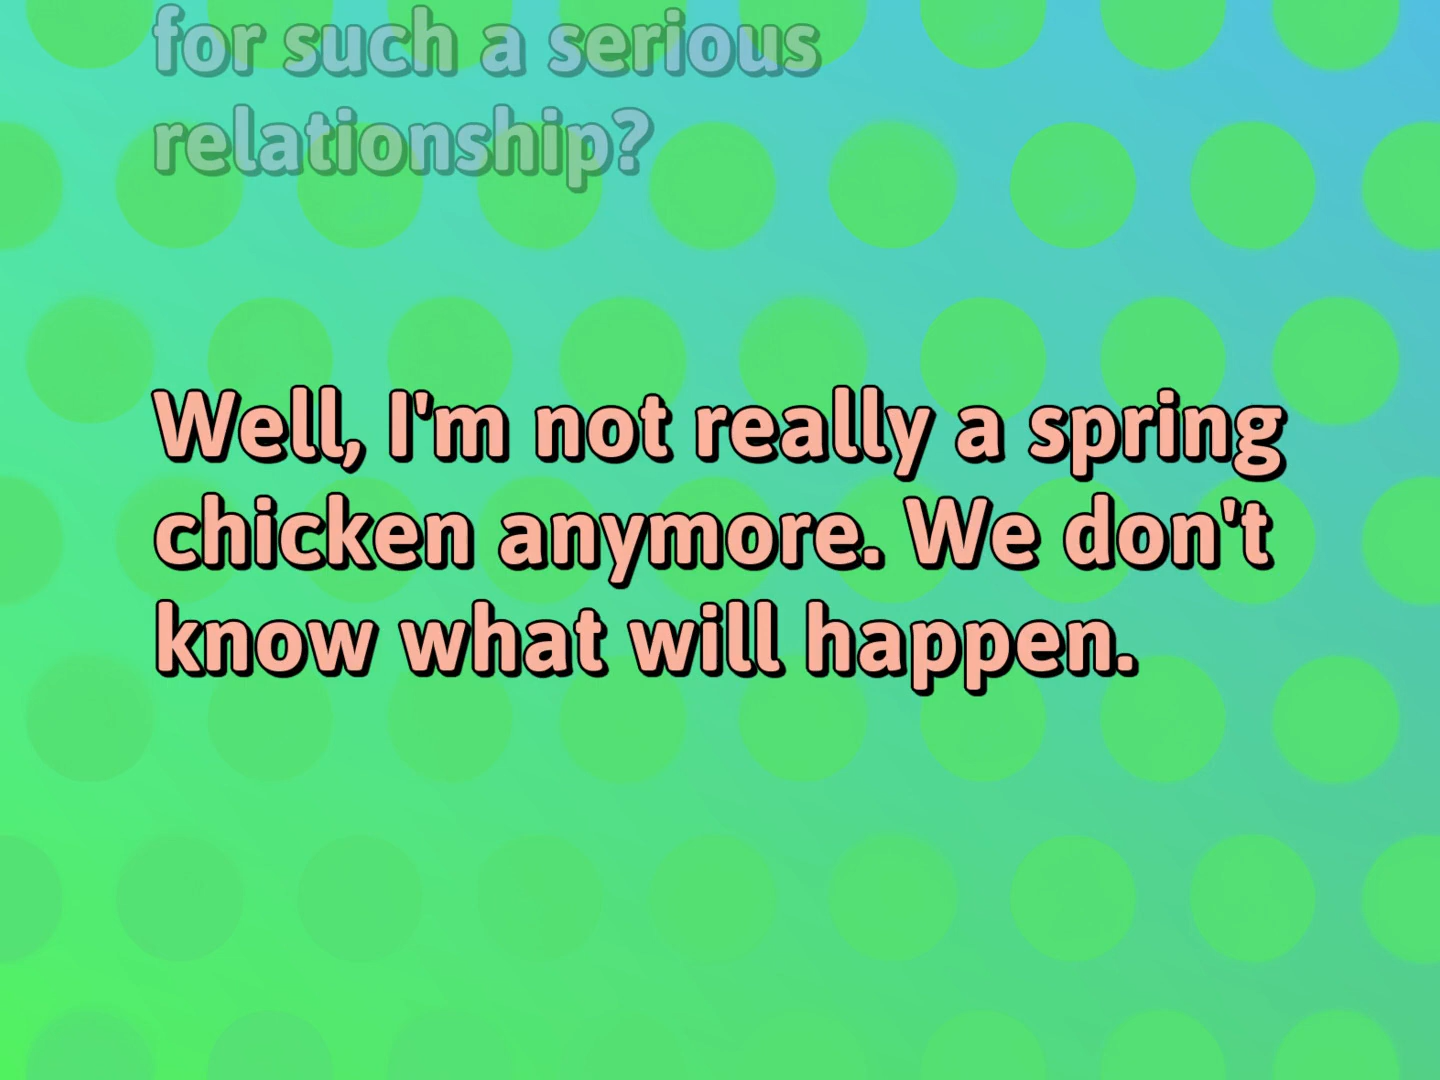 for such a serious
relationship?
Well, I'm not really a spring
chicken anymore. We don't
know what will happen.